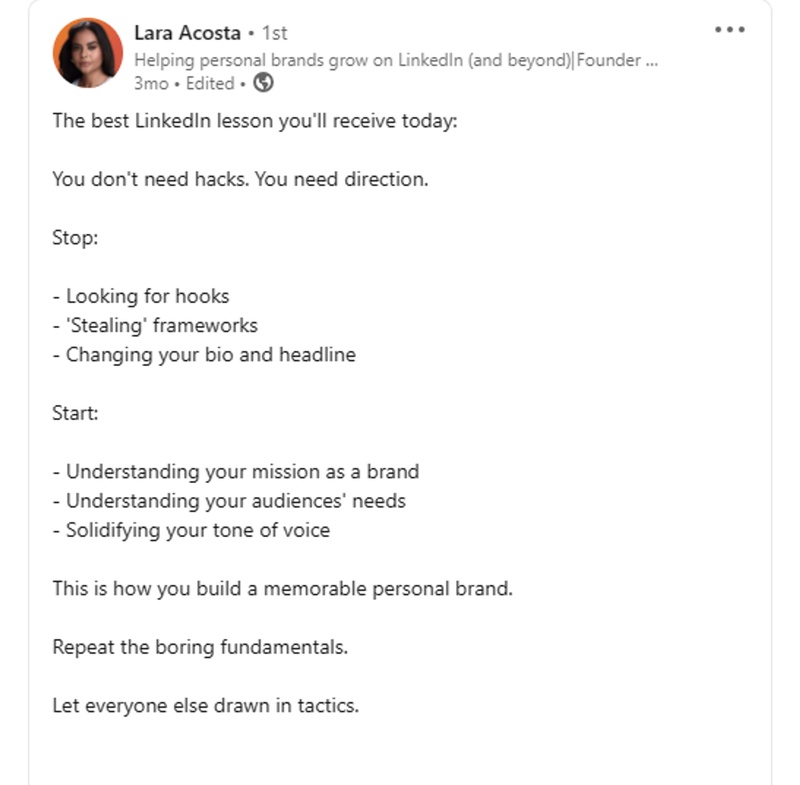 Lara Acosta • 1st
Helping personal brands grow on LinkedIn (and beyond)|Founder ...
3mo • Edited •
The best LinkedIn lesson you'll receive today:
You don't need hacks. You need direction.
Stop:
- Looking for hooks
- 'Stealing' frameworks
- Changing your bio and headline
Start:
- Understanding your mission as a brand
- Understanding your audiences' needs
- Solidifying your tone of voice
This is how you build a memorable personal brand.
Repeat the boring fundamentals.
Let everyone else drawn in tactics.